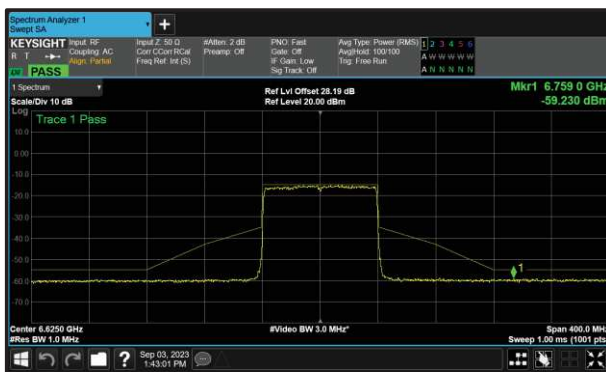 Spectrum Analyzer 1
Swept SA
+
KEYSIGHT
R T
PASS
Input: RF
Coupling: AC
Align: Partial
Input Z: 50 Ω
Corr CCorr RCal
Freq Ref: Int (S)
#Atten: 2 dB
Preamp: Off
PNO: Fast
Gate: Off
IF Gain: Low
Sig Track: Off
Avg Type: Power (RMS)
Avg|Hold: 100/100
Trig: Free Run
1 2 3 4 5 6
A W W W W W
A N N N N N
1 Spectrum
Scale/Div 10 dB
Ref Lvl Offset 28.19 dB
Ref Level 20.00 dBm
Mkr1 6.759 0 GHz
-59.230 dBm
Log
Trace 1 Pass
10.0
0.00
-10.0
-20.0
-30.0
-40.0
-50.0
-60.0
-70.0
1
Center 6.6250 GHz
#Res BW 1.0 MHz
#Video BW 3.0 MHz*
Span 400.0 MHz
Sweep 1.00 ms (1001 pts)
Sep 03, 2023
1:43:01 PM
?